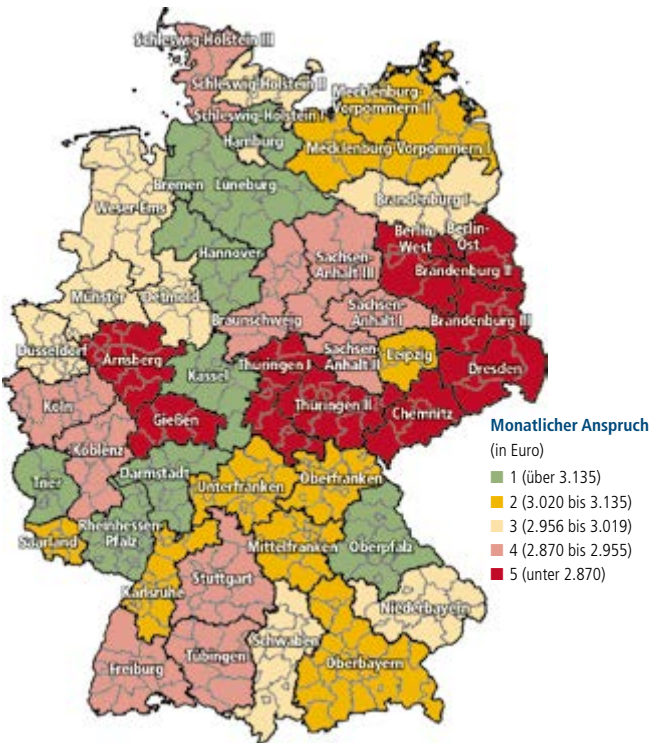 Schleswig-Holstein III
Schleswig-Holstein II
Mecklenburg-
Vorpommern II
Schleswig-Holstein I
Hamburg
Mecklenburg-Vorpommern I
Bremen
Lüneburg
Weser-Ems
Brandenburg I
Berlin-
West
Berlin-
Ost
Hannover
Sachsen-
Anhalt III
Brandenburg II
Münster
Detmold
Braunschweig
Sachsen-
Anhalt I
Brandenburg III
Düsseldorf
Arnsberg
Kassel
Thüringen I
Sachsen-
Anhalt II
Leipzig
Dresden
Köln
Gießen
Thüringen II
Chemnitz
Koblenz
Monatlicher Anspruch
(in Euro)
1 (über 3.135)
2 (3.020 bis 3.135)
3 (2.956 bis 3.019)
4 (2.870 bis 2.955)
5 (unter 2.870)
Trier
Darmstadt
Unterfranken
Oberfranken
Rheinhessen-
Pfalz
Saarland
Mittelfranken
Oberpfalz
Karlsruhe
Stuttgart
Niederbayern
Schwaben
Freiburg
Tübingen
Oberbayern